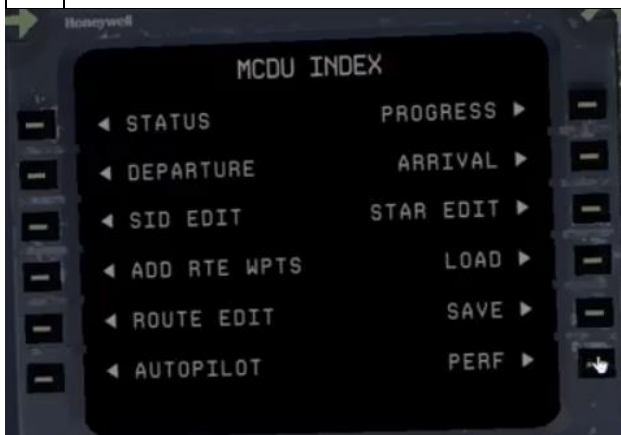 Honeywell
MCDU INDEX
◀ STATUS PROGRESS ▶
◀ DEPARTURE ARRIVAL ▶
◀ SID EDIT STAR EDIT ▶
◀ ADD RTE WPTS LOAD ▶
◀ ROUTE EDIT SAVE ▶
◀ AUTOPILOT PERF ▶